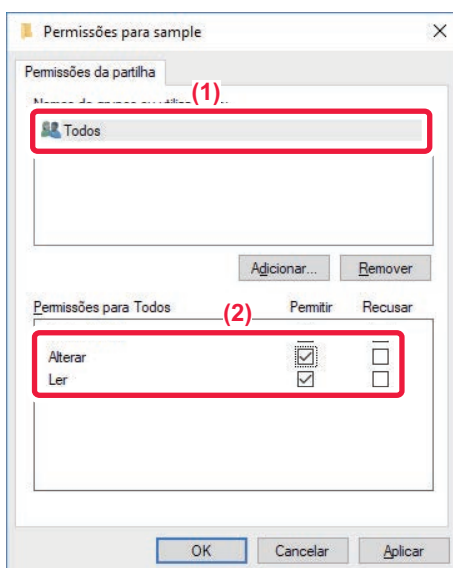 Permissões para sample
Permissões da partilha
(1)
Todos
Adicionar...
Remover
Permissões para Todos
(2)
Permitir
Recusar
Alterar
Ler
OK
Cancelar
Aplicar